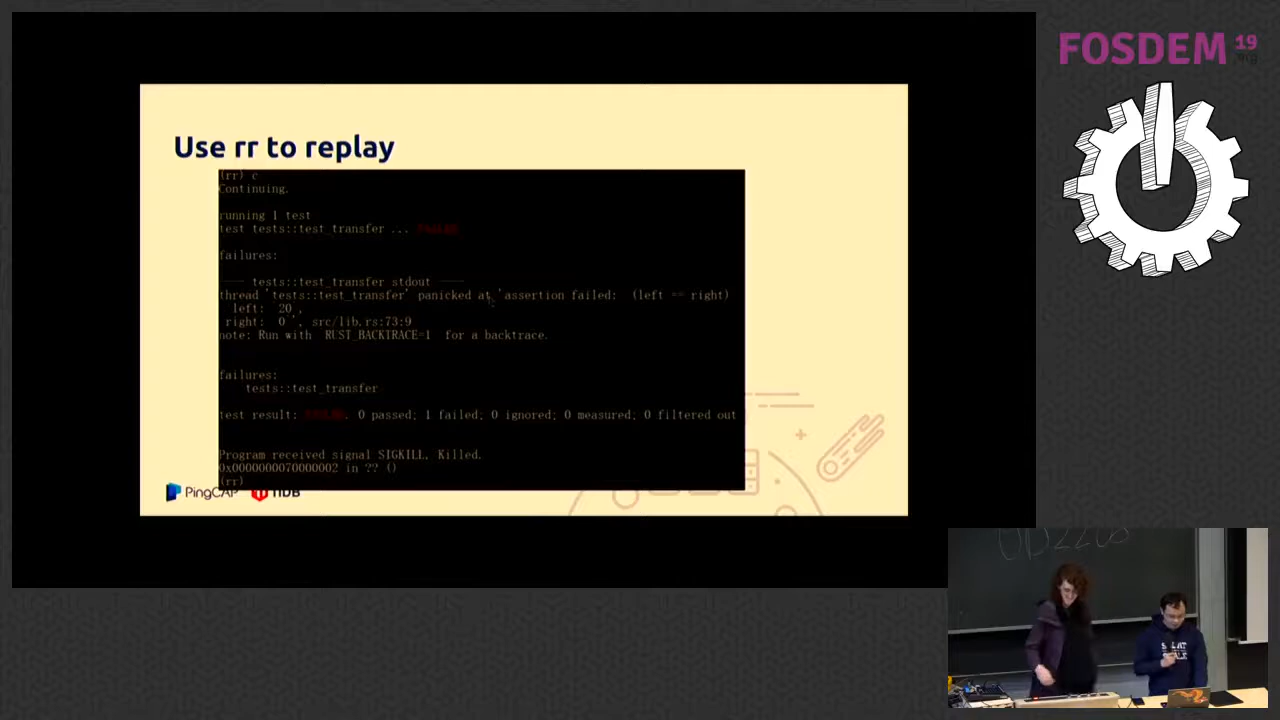 FOSDEM 19
.org
Use rr to replay
(rr) c
Continuing.
running 1 test
test tests::test_transfer ... FAILED
failures:
---- tests::test_transfer stdout ----
thread 'tests::test_transfer' panicked at 'assertion failed: (left == right)
left: `20`,
right: `0`', src/lib.rs:73:9
note: Run with `RUST_BACKTRACE=1` for a backtrace.
failures:
tests::test_transfer
test result: FAILED. 0 passed; 1 failed; 0 ignored; 0 measured; 0 filtered out
Program received signal SIGKILL, Killed.
0x0000000070000002 in ?? ()
(rr)
PingCAP TiDB